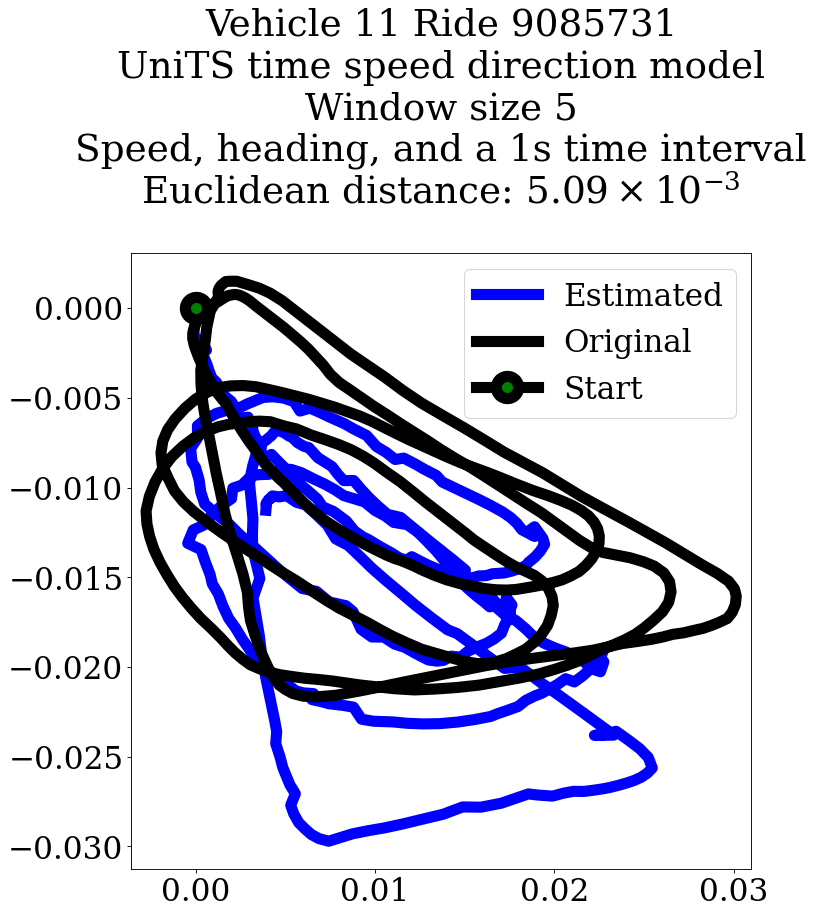 Vehicle 11 Ride 9085731
UniTS time speed direction model
Window size 5
Speed, heading, and a 1s time interval
Euclidean distance: 5.09 × 10⁻³
Estimated
Original
Start
0.000
−0.005
−0.010
−0.015
−0.020
−0.025
−0.030
0.00 0.01 0.02 0.03